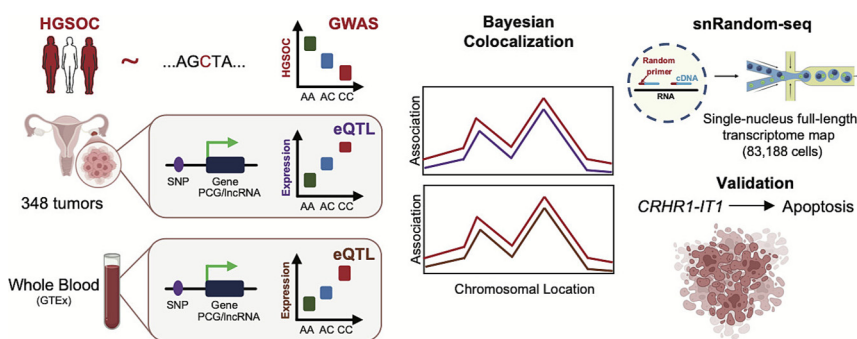 HGSOC
~
...AGCTA...
GWAS
HGSOC
AA AC CC
348 tumors
SNP
Gene
PCG/lncRNA
eQTL
Expression
AA AC CC
Whole Blood
(GTEx)
SNP
Gene
PCG/lncRNA
eQTL
Expression
AA AC CC
Bayesian
Colocalization
Association
Association
Chromosomal Location
snRandom-seq
Random
primer
cDNA
RNA
Single-nucleus full-length
transcriptome map
(83,188 cells)
Validation
CRHR1-IT1 → Apoptosis